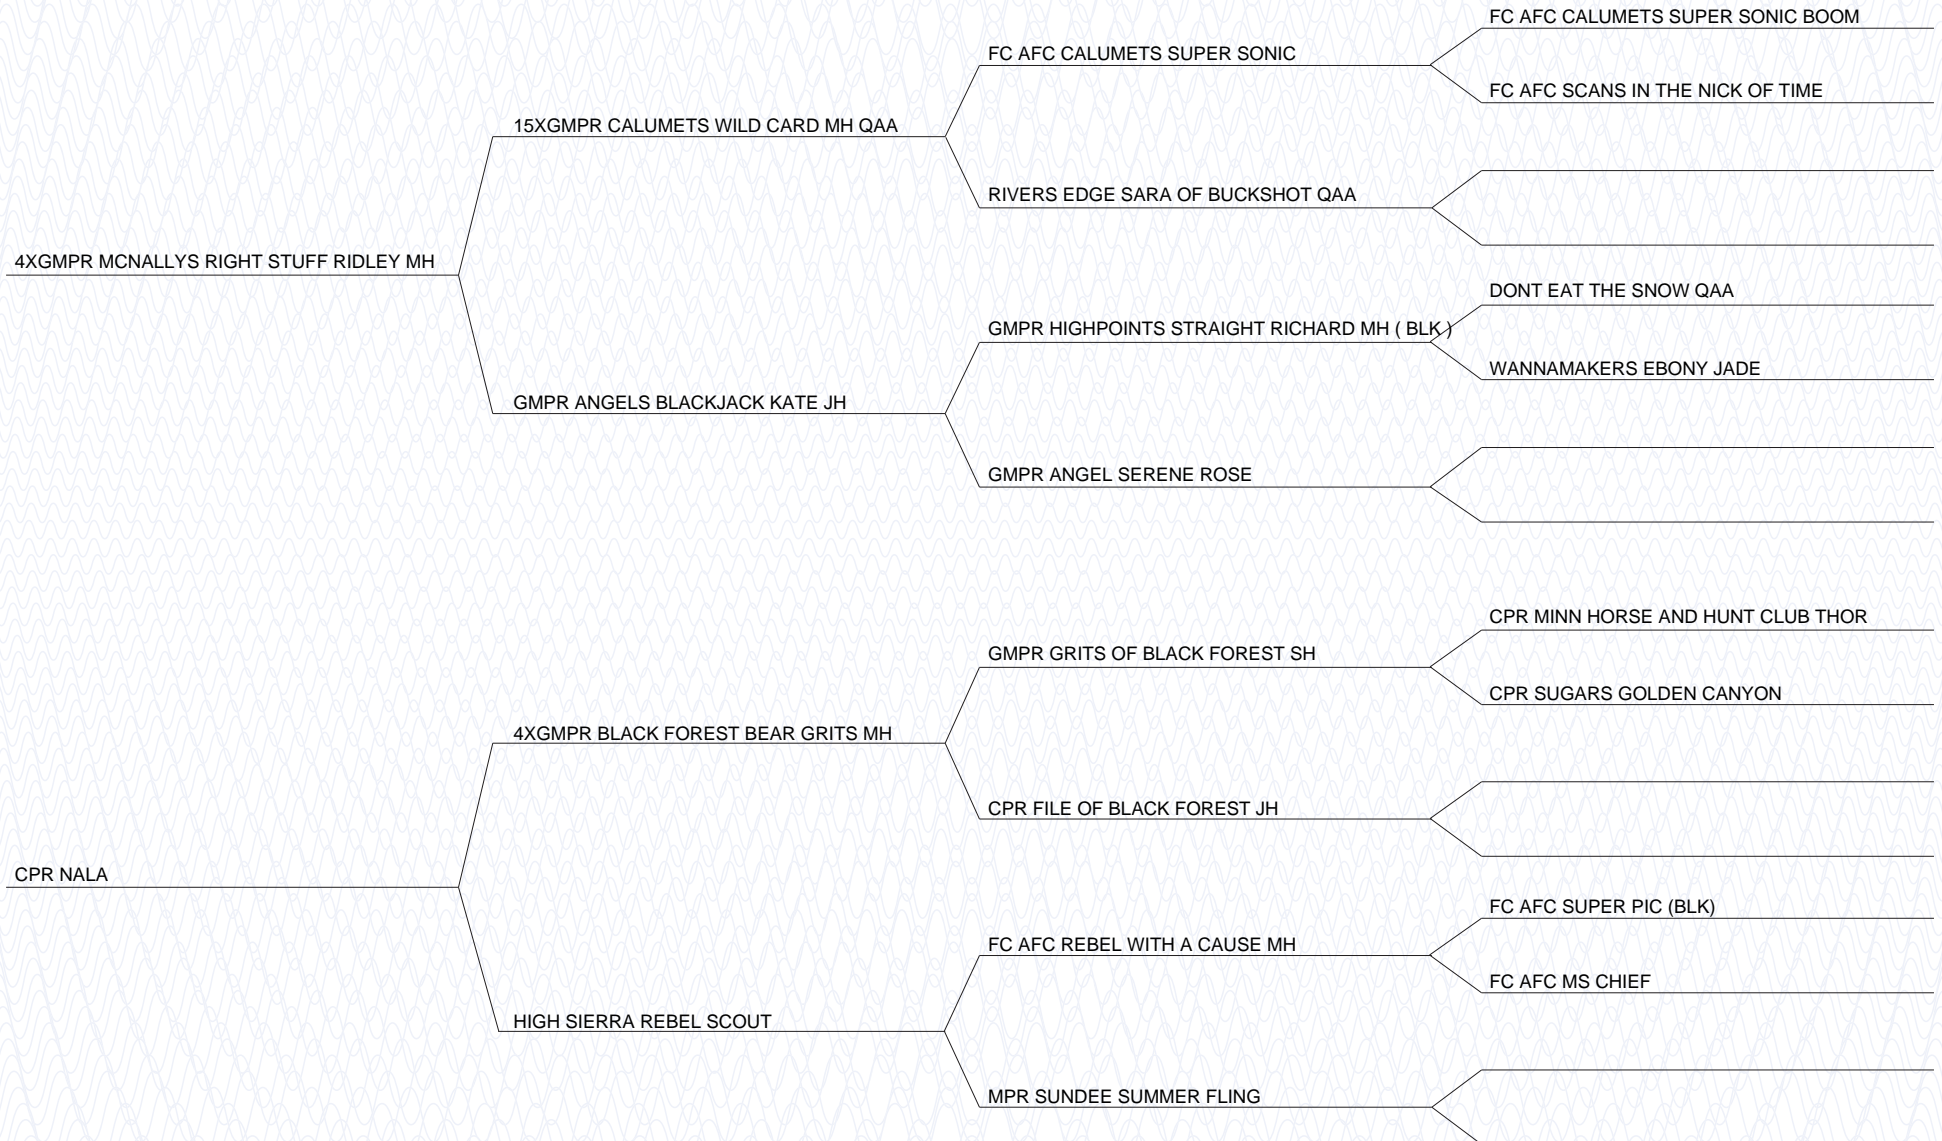 FC AFC CALUMETS SUPER SONIC BOOM
FC AFC CALUMETS SUPER SONIC
FC AFC SCANS IN THE NICK OF TIME
15XGMPR CALUMETS WILD CARD MH QAA
RIVERS EDGE SARA OF BUCKSHOT QAA
4XGMPR MCNALLYS RIGHT STUFF RIDLEY MH
DONT EAT THE SNOW QAA
GMPR HIGHPOINTS STRAIGHT RICHARD MH ( BLK )
WANNAMAKERS EBONY JADE
GMPR ANGELS BLACKJACK KATE JH
GMPR ANGEL SERENE ROSE
CPR MINN HORSE AND HUNT CLUB THOR
GMPR GRITS OF BLACK FOREST SH
CPR SUGARS GOLDEN CANYON
4XGMPR BLACK FOREST BEAR GRITS MH
CPR FILE OF BLACK FOREST JH
CPR NALA
FC AFC SUPER PIC (BLK)
FC AFC REBEL WITH A CAUSE MH
FC AFC MS CHIEF
HIGH SIERRA REBEL SCOUT
MPR SUNDEE SUMMER FLING